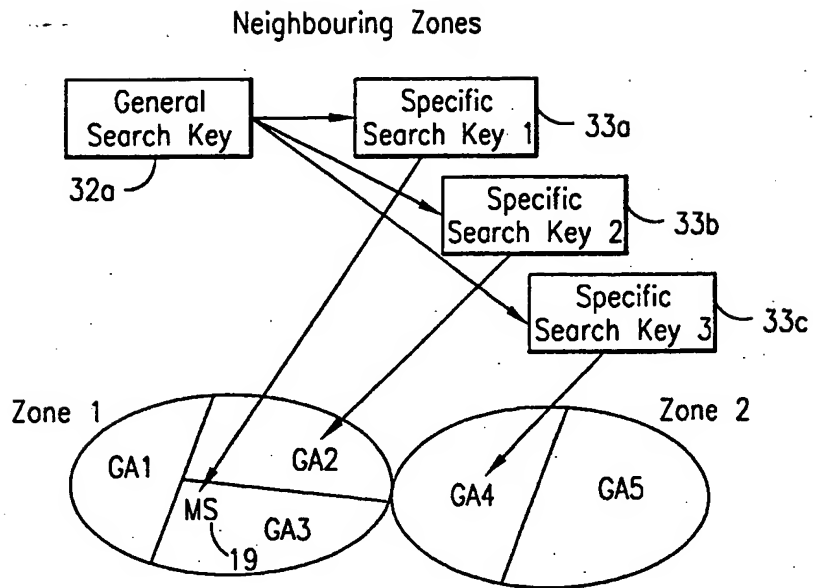 Neighbouring Zones
General
Search Key
32a
Specific
Search Key 1
33a
Specific
Search Key 2
33b
Specific
Search Key 3
33c
Zone 1
GA1
GA2
MS
19
GA3
Zone 2
GA4
GA5